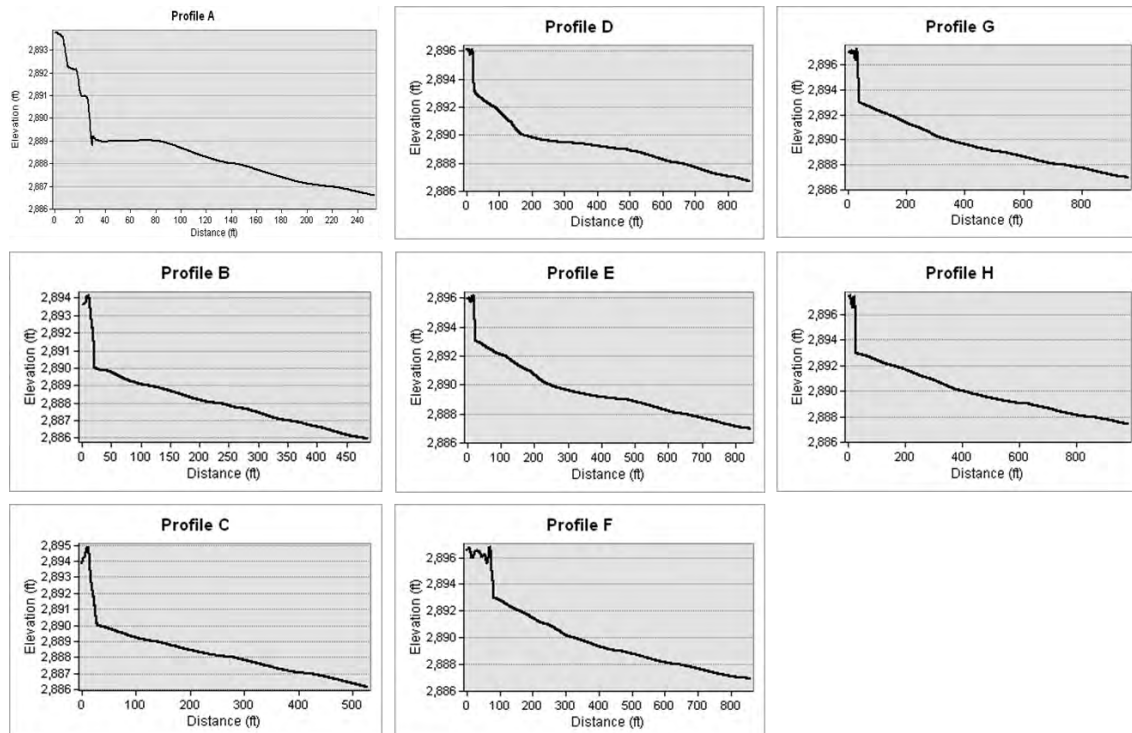 Profile A
Elevation (ft)
2,893
2,892
2,891
2,890
2,889
2,888
2,887
2,886
0 20 40 60 80 100 120 140 160 180 200 220 240
Distance (ft)
Profile B
Elevation (ft)
2,894
2,893
2,892
2,891
2,890
2,889
2,888
2,887
2,886
0 50 100 150 200 250 300 350 400 450
Distance (ft)
Profile C
Elevation (ft)
2,895
2,894
2,893
2,892
2,891
2,890
2,889
2,888
2,887
2,886
0 100 200 300 400 500
Distance (ft)
Profile D
Elevation (ft)
2,896
2,894
2,892
2,890
2,888
2,886
0 100 200 300 400 500 600 700 800
Distance (ft)
Profile E
Elevation (ft)
2,896
2,894
2,892
2,890
2,888
2,886
0 100 200 300 400 500 600 700 800
Distance (ft)
Profile F
Elevation (ft)
2,896
2,894
2,892
2,890
2,888
2,886
0 100 200 300 400 500 600 700 800
Distance (ft)
Profile G
Elevation (ft)
2,896
2,894
2,892
2,890
2,888
2,886
0 200 400 600 800
Distance (ft)
Profile H
Elevation (ft)
2,896
2,894
2,892
2,890
2,888
2,886
0 200 400 600 800
Distance (ft)